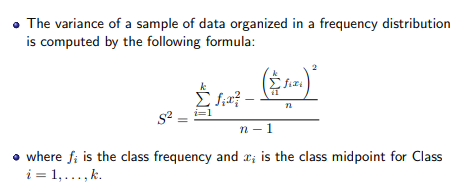 • The variance of a sample of data organized in a frequency distribution
is computed by the following formula:
S² = \frac{\sum_{i=1}^{k} f_i x_i^2 - \frac{\left(\sum_{i1}^{k} f_i x_i\right)^2}{n}}{n-1}
• where f_i is the class frequency and x_i is the class midpoint for Class
i = 1, . . . , k.